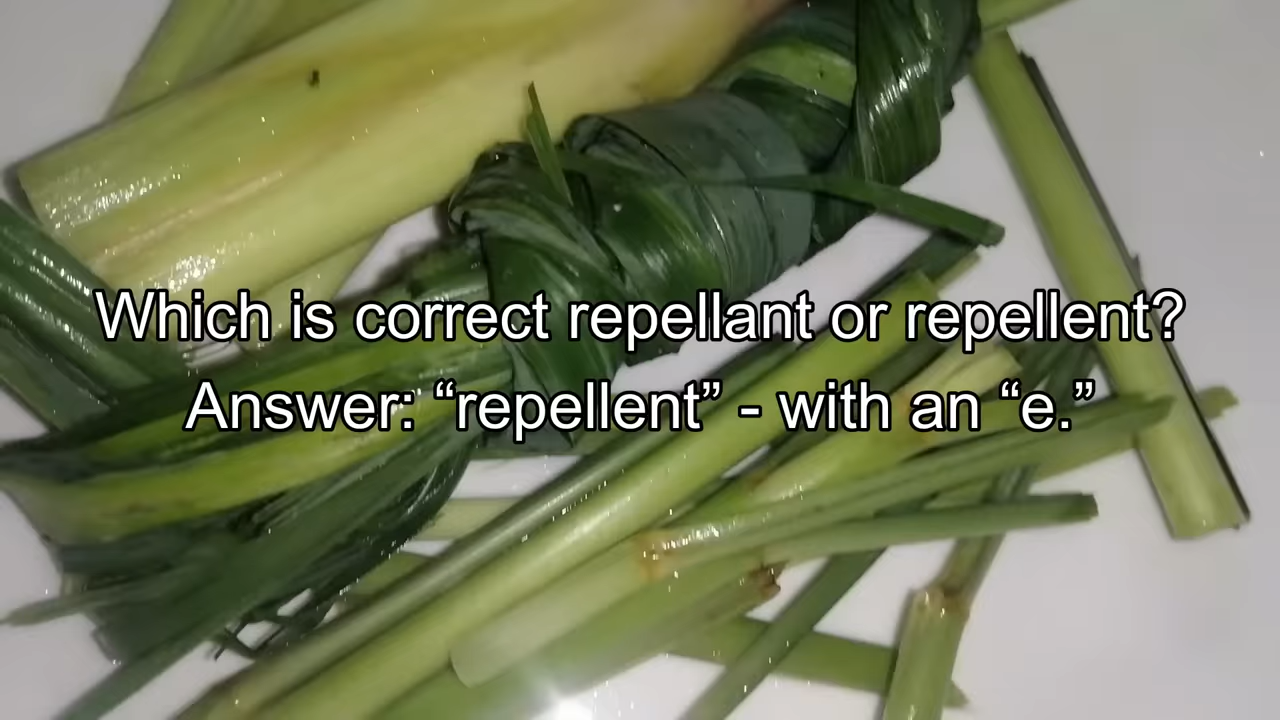 Which is correct repellant or repellent?
Answer: “repellent” - with an “e.”